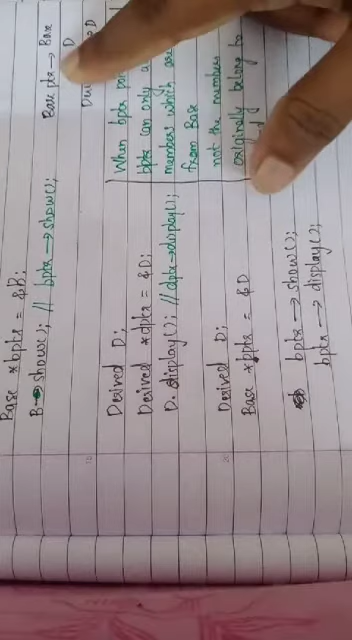 Base *bptr = &B;
B.show(); // bptr → show();
Base ptr → Base
D
D
Derived D;
Derived *dptr = &D;
D. display(); // dptr→display();
When bptr
bptr can only
members which are
from Base
not the members
originally belong to
Derived D;
Base *bptr = &D
bptr → show();
bptr → display();